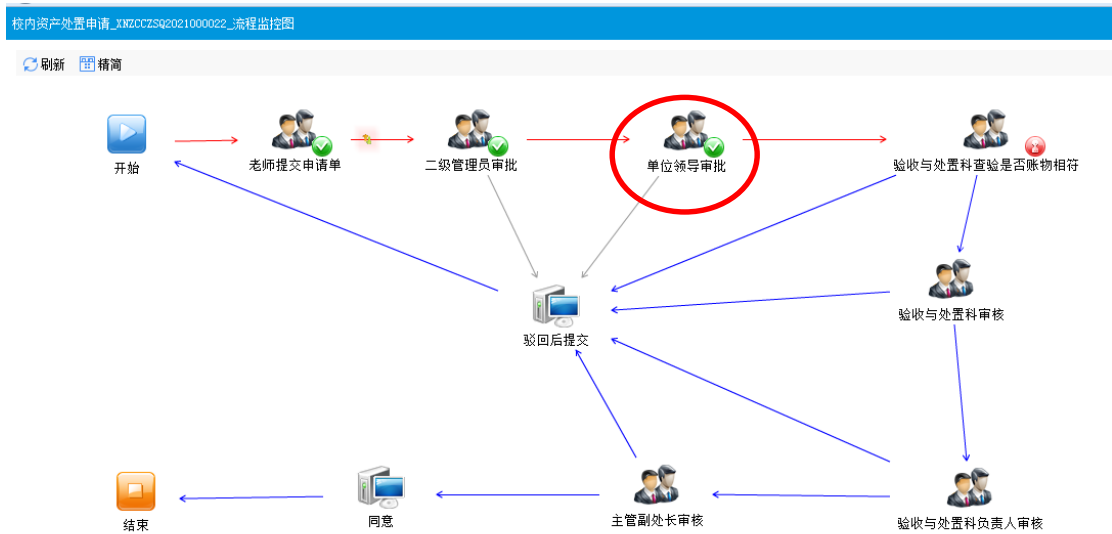 校内资产处置申请_XNZCCZSQ2021000022_流程监控图
刷新 精简
开始
老师提交申请单
二级管理员审批
单位领导审批
验收与处置科查验是否账物相符
验收与处置科审核
驳回后提交
结束
同意
主管副处长审核
验收与处置科负责人审核